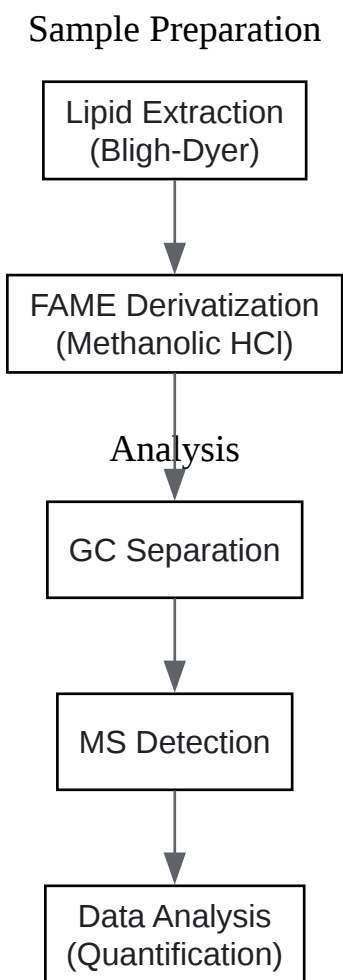 Sample Preparation
Lipid Extraction
(Bligh-Dyer)
FAME Derivatization
(Methanolic HCl)
Analysis
GC Separation
MS Detection
Data Analysis
(Quantification)